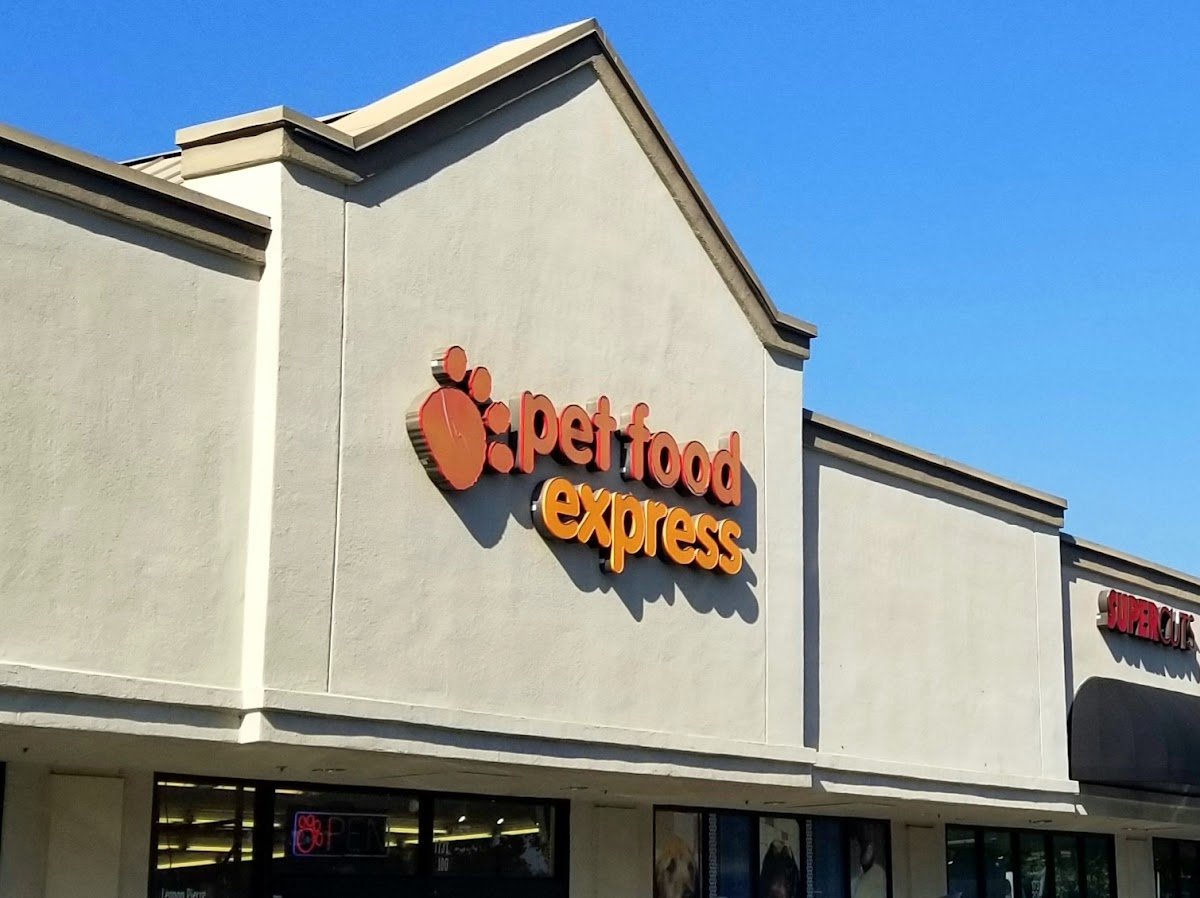 pet food
express
SUPERCUTS
OPEN